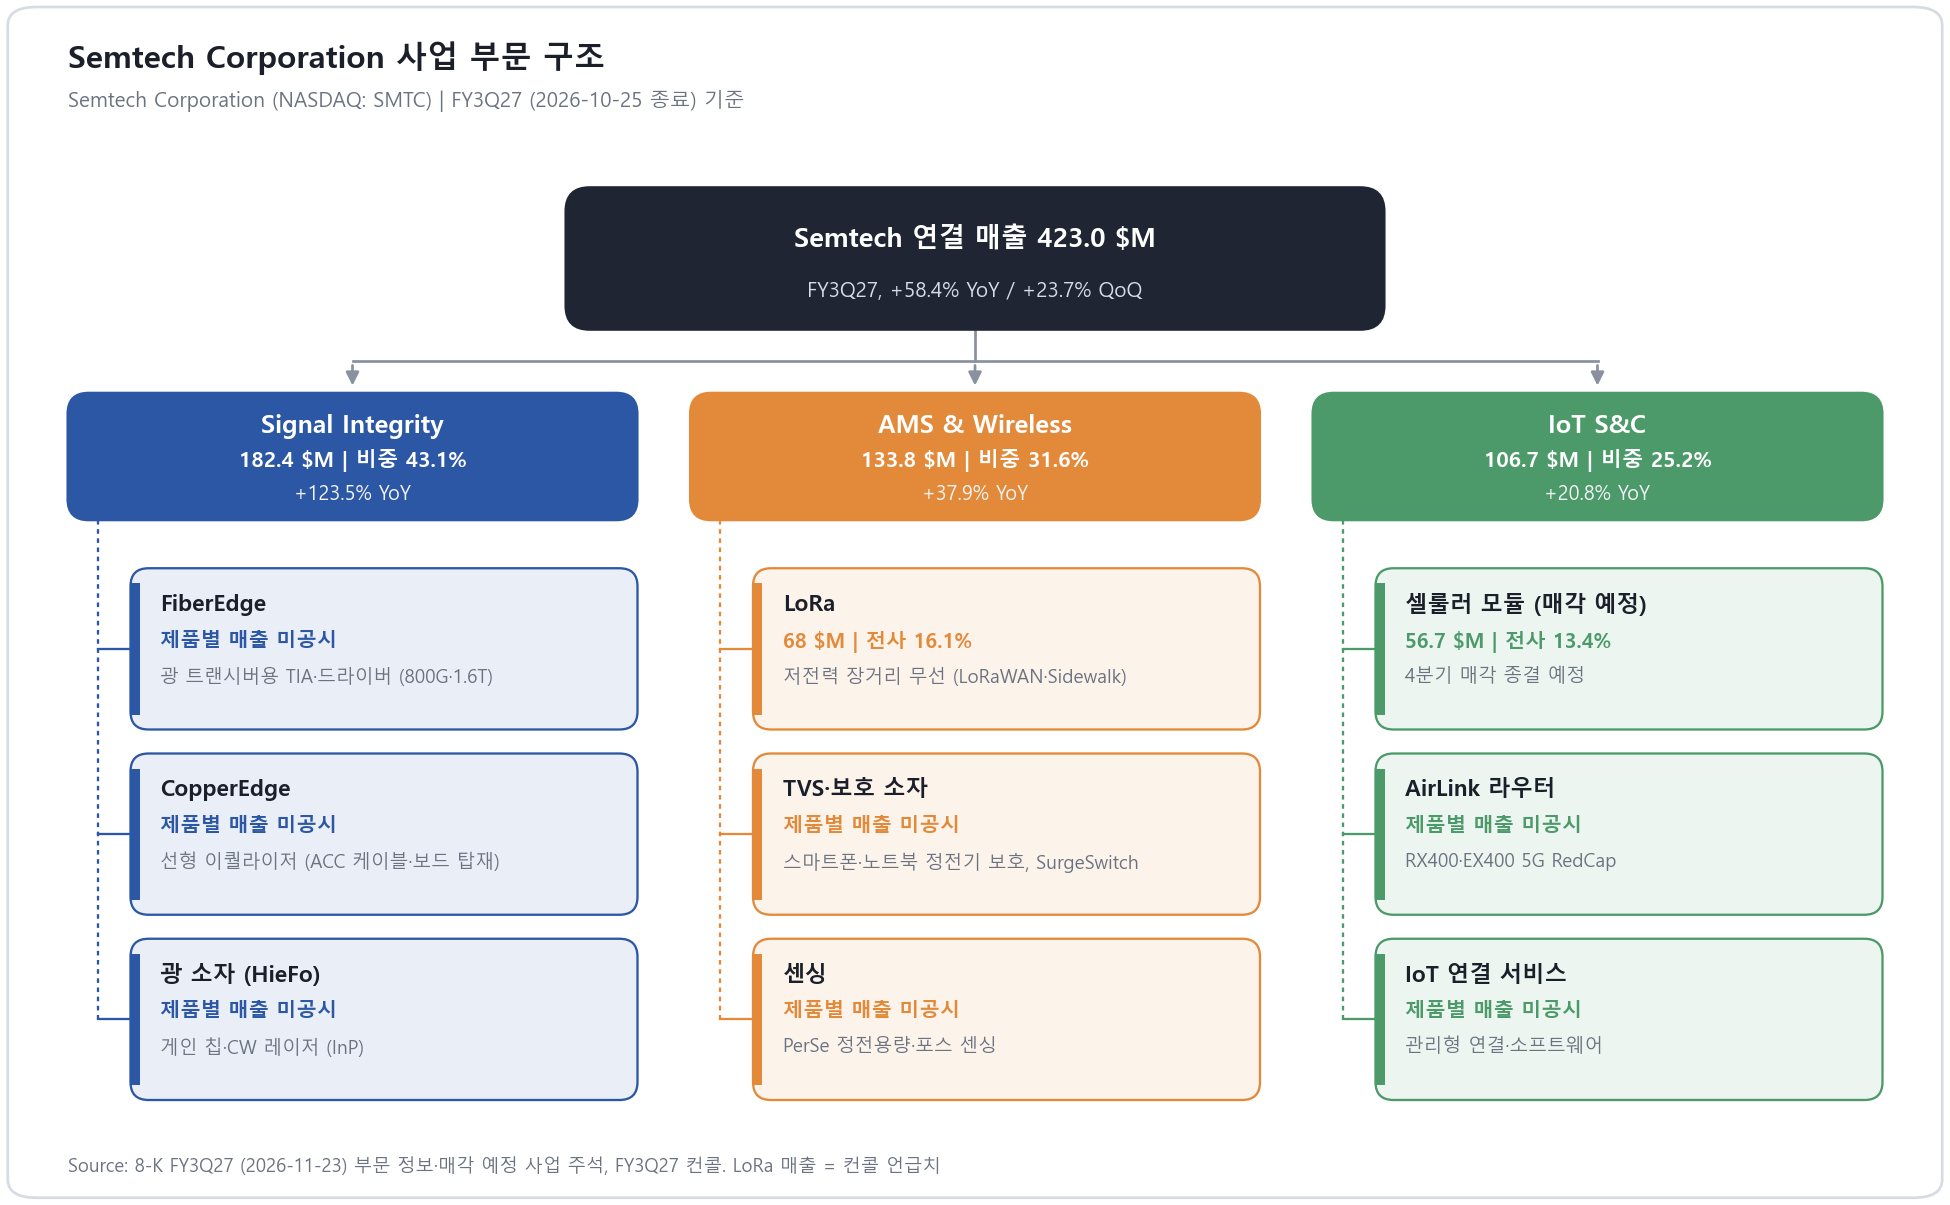 Semtech Corporation 사업 부문 구조
Semtech Corporation (NASDAQ: SMTC) | FY3Q27 (2026-10-25 종료) 기준
Semtech 연결 매출 423.0 $M
FY3Q27, +58.4% YoY / +23.7% QoQ
Signal Integrity
182.4 $M | 비중 43.1%
+123.5% YoY
FiberEdge
제품별 매출 미공시
광 트랜시버용 TIA·드라이버 (800G·1.6T)
CopperEdge
제품별 매출 미공시
선형 이퀄라이저 (ACC 케이블·보드 탑재)
광 소자 (HieFo)
제품별 매출 미공시
게인 칩·CW 레이저 (InP)
AMS & Wireless
133.8 $M | 비중 31.6%
+37.9% YoY
LoRa
68 $M | 전사 16.1%
저전력 장거리 무선 (LoRaWAN·Sidewalk)
TVS·보호 소자
제품별 매출 미공시
스마트폰·노트북 정전기 보호, SurgeSwitch
센싱
제품별 매출 미공시
PerSe 정전용량·포스 센싱
IoT S&C
106.7 $M | 비중 25.2%
+20.8% YoY
셀룰러 모듈 (매각 예정)
56.7 $M | 전사 13.4%
4분기 매각 종결 예정
AirLink 라우터
제품별 매출 미공시
RX400·EX400 5G RedCap
IoT 연결 서비스
제품별 매출 미공시
관리형 연결·소프트웨어
Source: 8-K FY3Q27 (2026-11-23) 부문 정보·매각 예정 사업 주석, FY3Q27 컨콜. LoRa 매출 = 컨콜 언급치